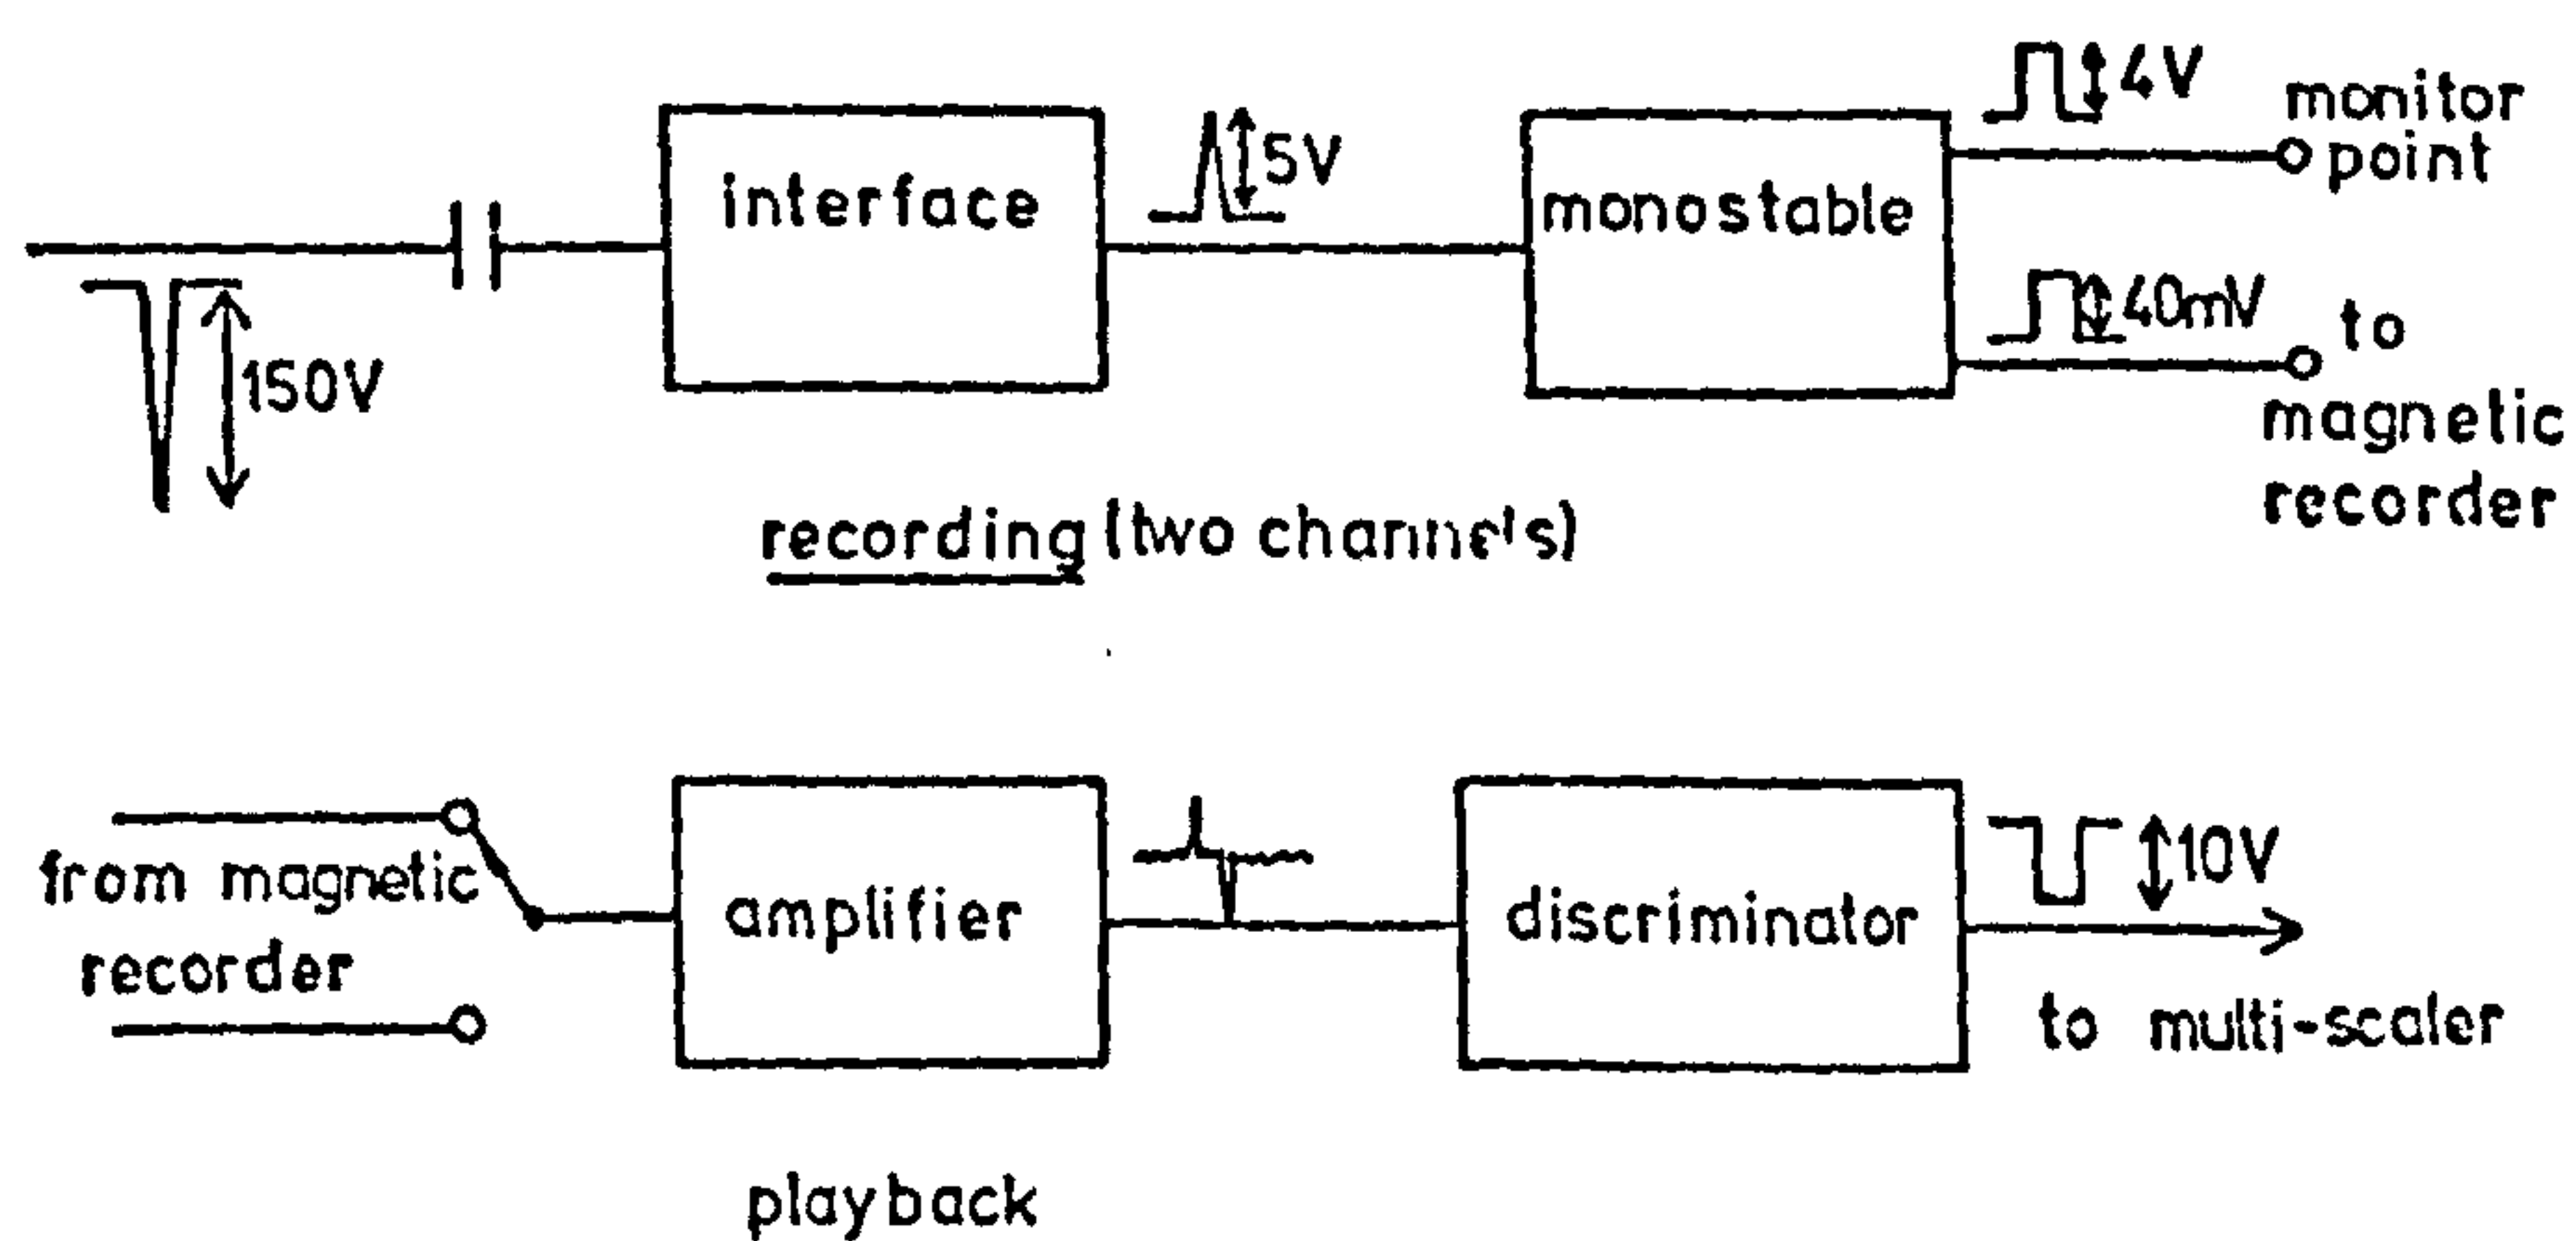 interface
5V
monostable
4V
monitor
point
150V
40mV
to
magnetic
recorder
recording (two channels)
from magnetic
recorder
amplifier
discriminator
10V
to multi-scaler
playback